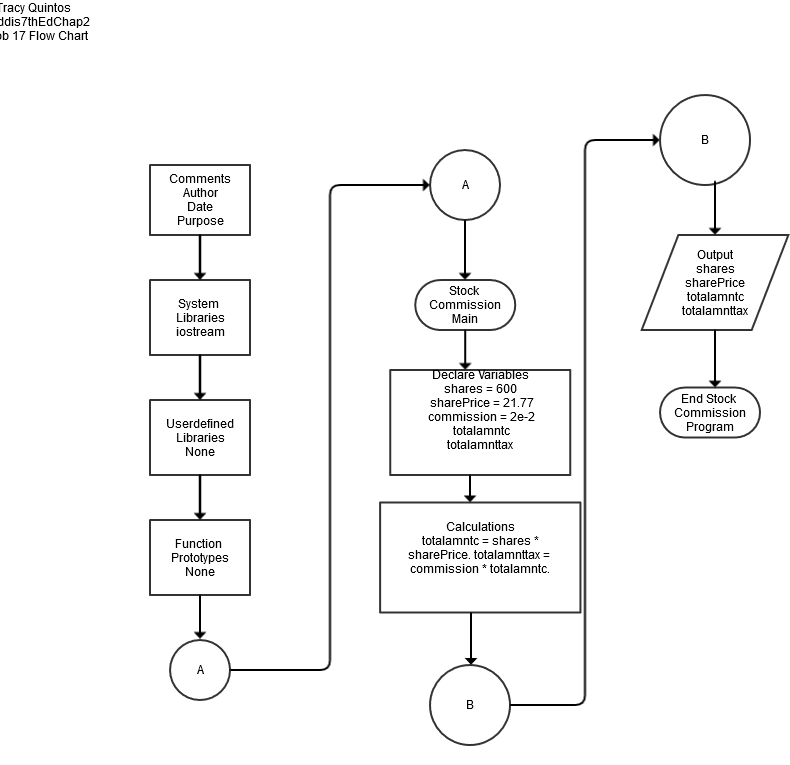 Tracy Quintos
ddis7thEdChap2
ob 17 Flow Chart
Comments
Author
Date
Purpose
System
Libraries
iostream
Userdefined
Libraries
None
Function
Prototypes
None
A
A
Stock
Commission
Main
Declare Variables
shares = 600
sharePrice = 21.77
commission = 2e-2
totalamntc
totalamnttax
Calculations
totalamntc = shares *
sharePrice. totalamnttax =
commission * totalamntc.
B
B
Output
shares
sharePrice
totalamntc
totalamnttax
End Stock
Commission
Program